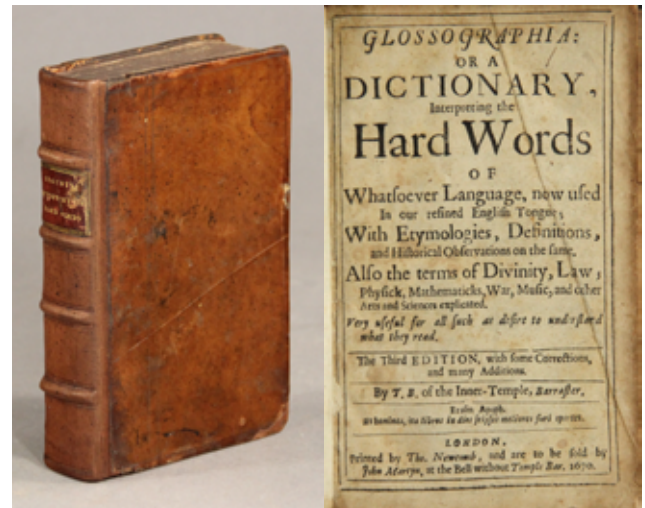 GLOSSOGRAPHIA:
OR A
DICTIONARY,
Interpreting the
Hard Words
OF
Whatsoever Language, now uſed
In our refined Engliſh Tongue;
With Etymologies, Definitions,
and Hiſtorical Obſervations on the ſame.
Alſo the terms of Divinity, Law,
Phyſick, Mathematicks, War, Muſic, and other
Arts and Sciences explicated.
Very uſeful for all ſuch as deſire to underſtand
what they read.
The Third EDITION, with ſome Corrections,
and many Additions.
By T. B. of the Inner-Temple, Barraſter.
LONDON,
Printed by Tho. Newcomb, and are to be ſold by
John Martyn, at the Bell without Temple Bar. 1670.